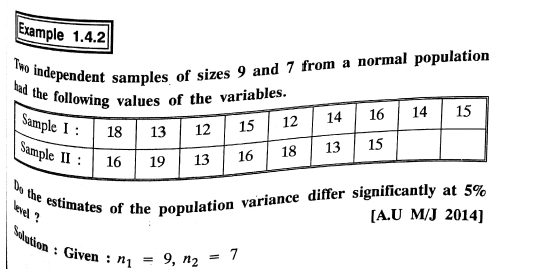 Example 1.4.2
Two independent samples of sizes 9 and 7 from a normal population
had the following values of the variables.
Sample I : 18 13 12 15 12 14 16 14 15
Sample II : 16 19 13 16 18 13 15
Do the estimates of the population variance differ significantly at 5%
level ? [A.U M/J 2014]
Solution : Given : n₁ = 9, n₂ = 7